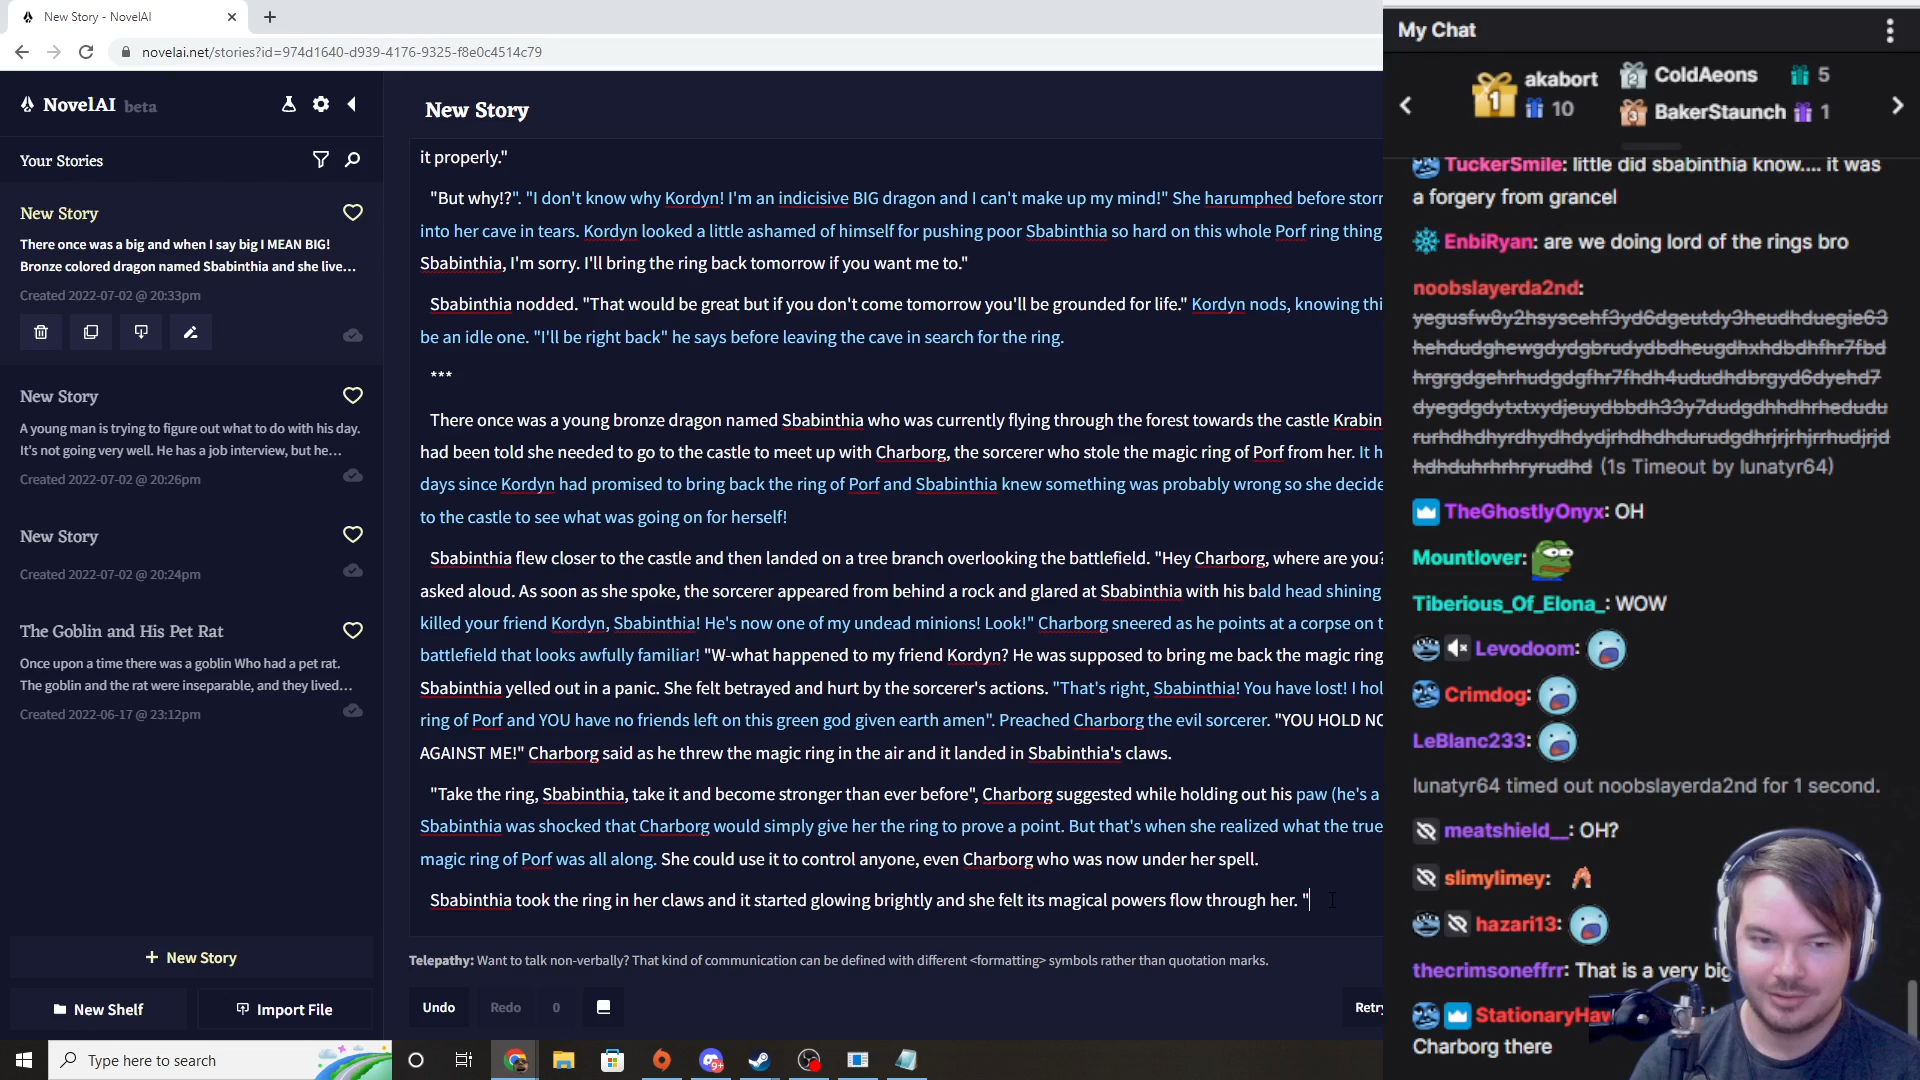 New Story - NovelAI
novelai.net/stories?id=974d1640-d939-4176-9325-f8e0c4514c79
NovelAI beta
Your Stories
New Story
There once was a big and when I say big I MEAN BIG!
Bronze colored dragon named Sbabinthia and she live...
Created 2022-07-02 @ 20:33pm
New Story
A young man is trying to figure out what to do with his day.
It's not going very well. He has a job interview, but he...
Created 2022-07-02 @ 20:26pm
New Story
Created 2022-07-02 @ 20:24pm
The Goblin and His Pet Rat
Once upon a time there was a goblin Who had a pet rat.
The goblin and the rat were inseparable, and they lived...
Created 2022-06-17 @ 23:12pm
+ New Story
New Shelf
Import File
New Story
it properly."
"But why!?". "I don't know why Kordyn! I'm an indicisive BIG dragon and I can't make up my mind!" She harumphed before storr
into her cave in tears. Kordyn looked a little ashamed of himself for pushing poor Sbabinthia so hard on this whole Porf ring thing
Sbabinthia, I'm sorry. I'll bring the ring back tomorrow if you want me to."
Sbabinthia nodded. "That would be great but if you don't come tomorrow you'll be grounded for life." Kordyn nods, knowing thi
be an idle one. "I'll be right back" he says before leaving the cave in search for the ring.
***
There once was a young bronze dragon named Sbabinthia who was currently flying through the forest towards the castle Krabin
had been told she needed to go to the castle to meet up with Charborg, the sorcerer who stole the magic ring of Porf from her. It h
days since Kordyn had promised to bring back the ring of Porf and Sbabinthia knew something was probably wrong so she decide
to the castle to see what was going on for herself!
Sbabinthia flew closer to the castle and then landed on a tree branch overlooking the battlefield. "Hey Charborg, where are you?
asked aloud. As soon as she spoke, the sorcerer appeared from behind a rock and glared at Sbabinthia with his bald head shining
killed your friend Kordyn, Sbabinthia! He's now one of my undead minions! Look!" Charborg sneered as he points at a corpse on t
battlefield that looks awfully familiar! "W-what happened to my friend Kordyn? He was supposed to bring me back the magic ring
Sbabinthia yelled out in a panic. She felt betrayed and hurt by the sorcerer's actions. "That's right, Sbabinthia! You have lost! I hol
ring of Porf and YOU have no friends left on this green god given earth amen". Preached Charborg the evil sorcerer. "YOU HOLD NO
AGAINST ME!" Charborg said as he threw the magic ring in the air and it landed in Sbabinthia's claws.
"Take the ring, Sbabinthia, take it and become stronger than ever before", Charborg suggested while holding out his paw (he's a
Sbabinthia was shocked that Charborg would simply give her the ring to prove a point. But that's when she realized what the true
magic ring of Porf was all along. She could use it to control anyone, even Charborg who was now under her spell.
Sbabinthia took the ring in her claws and it started glowing brightly and she felt its magical powers flow through her. "
Telepathy: Want to talk non-verbally? That kind of communication can be defined with different <formatting> symbols rather than quotation marks.
Undo
Redo
0
Retry
Type here to search
9+
My Chat
1 akabort 10
2 ColdAeons 5
3 BakerStaunch 1
TuckerSmile: little did sbabinthia know.... it was
a forgery from grancel
EnbiRyan: are we doing lord of the rings bro
noobslayerda2nd:
yegusfw8y2hsyscehf3yd6dgeutdy3heudhduegie63
hehdudghewgdydgbrudydbdheugdhxhdbdhfhr7fbd
hrgrgdgehrhudgdgfhr7fhdh4ududhdbrgyd6dyehd7
dyegdgdytxtxydjeuydbbdh33y7dudgdhhdhrhedudu
rurhdhdhyrdhydhdydjrhdhdhdurudgdhrjrjrhjrrhudjrjd
hdhduhrhrhryrudhd (1s Timeout by lunatyr64)
TheGhostlyOnyx: OH
Mountlover:
Tiberious_Of_Elona_: WOW
Levodoom:
Crimdog:
LeBlanc233:
lunatyr64 timed out noobslayerda2nd for 1 second.
meatshield__: OH?
slimylimey:
hazari13:
thecrimsoneffrr: That is a very big
StationaryHaw
Charborg there